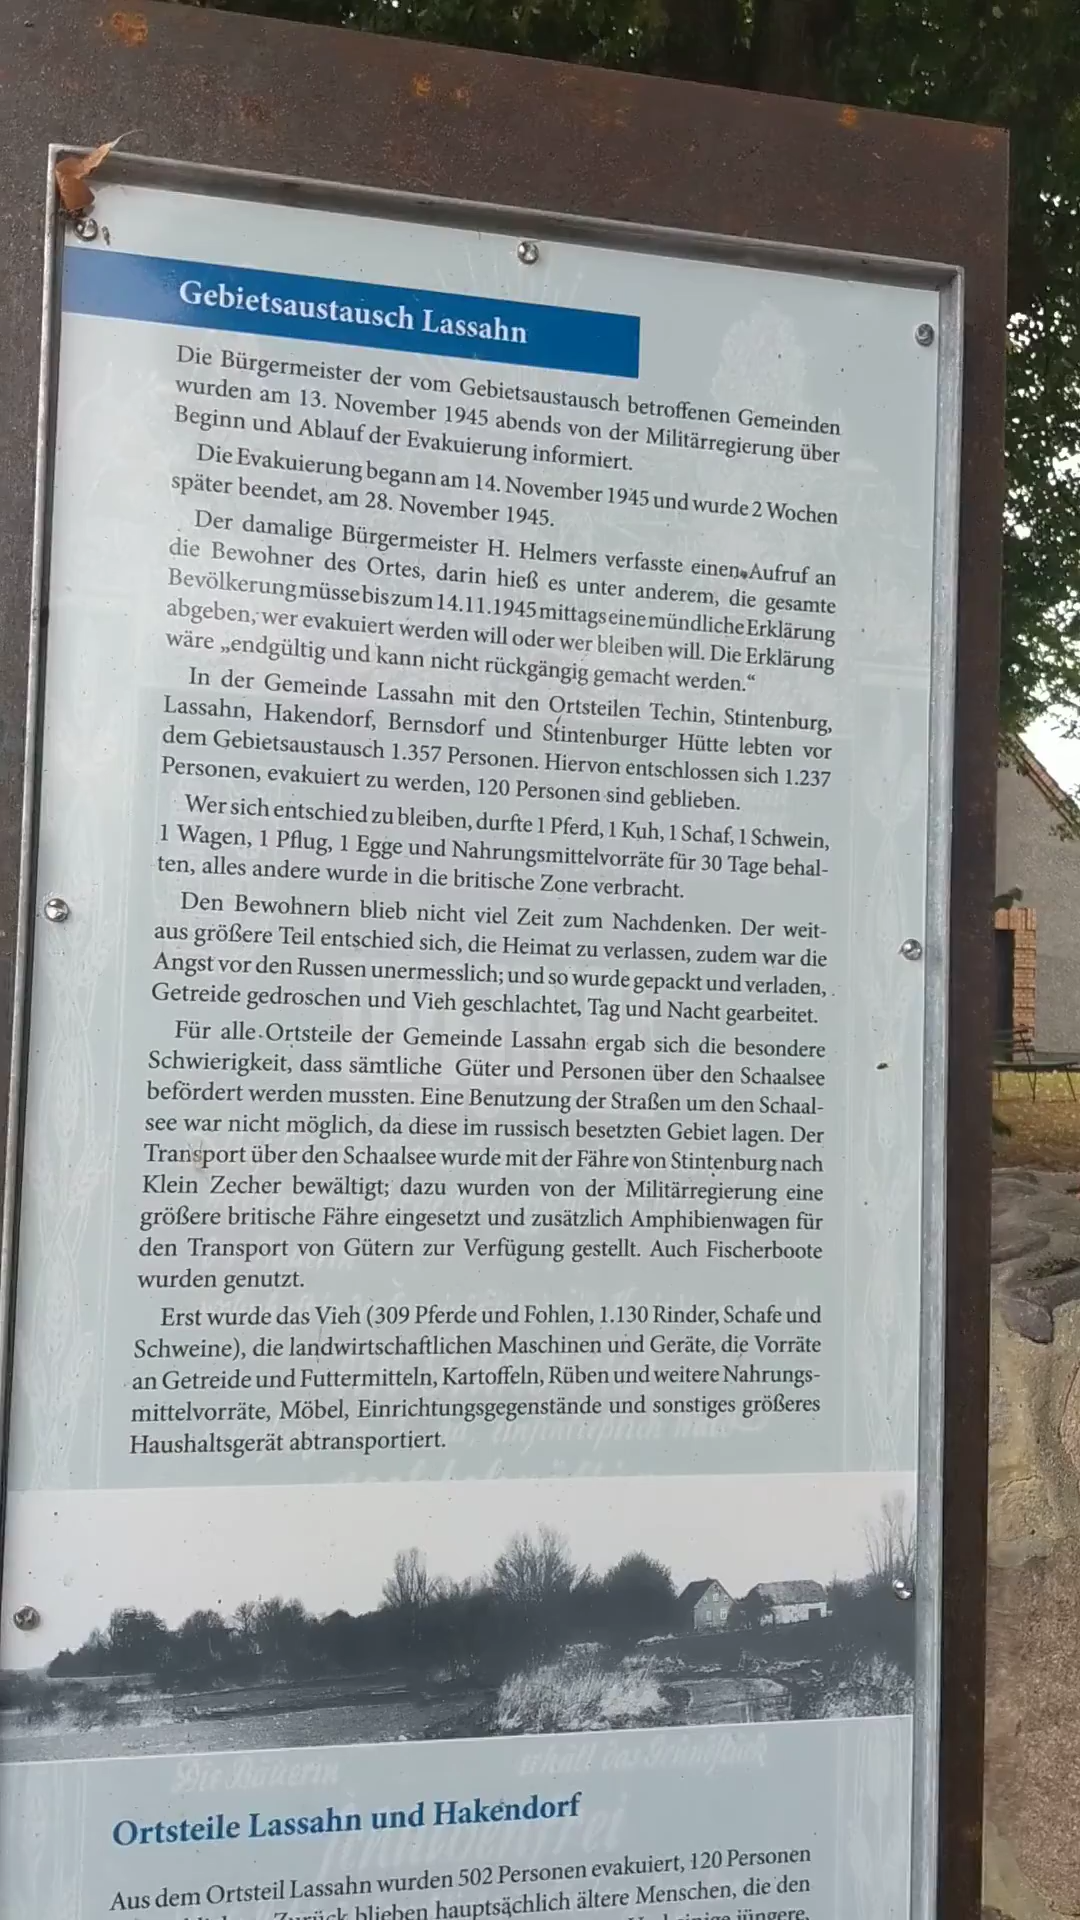 Gebietsaustausch Lassahn
Die Bürgermeister der vom Gebietsaustausch betroffenen Gemeinden
wurden am 13. November 1945 abends von der Militärregierung über
Beginn und Ablauf der Evakuierung informiert.
Die Evakuierung begann am 14. November 1945 und wurde 2 Wochen
später beendet, am 28. November 1945.
Der damalige Bürgermeister H. Helmers verfasste einen Aufruf an
die Bewohner des Ortes, darin hieß es unter anderem, die gesamte
Bevölkerung müsse bis zum 14.11.1945 mittags eine mündliche Erklärung
abgeben, wer evakuiert werden will oder wer bleiben will. Die Erklärung
wäre „endgültig und kann nicht rückgängig gemacht werden.“
In der Gemeinde Lassahn mit den Ortsteilen Techin, Stintenburg,
Lassahn, Hakendorf, Bernsdorf und Stintenburger Hütte lebten vor
dem Gebietsaustausch 1.357 Personen. Hiervon entschlossen sich 1.237
Personen, evakuiert zu werden, 120 Personen sind geblieben.
Wer sich entschied zu bleiben, durfte 1 Pferd, 1 Kuh, 1 Schaf, 1 Schwein,
1 Wagen, 1 Pflug, 1 Egge und Nahrungsmittelvorräte für 30 Tage behal-
ten, alles andere wurde in die britische Zone verbracht.
Den Bewohnern blieb nicht viel Zeit zum Nachdenken. Der weit-
aus größere Teil entschied sich, die Heimat zu verlassen, zudem war die
Angst vor den Russen unermesslich; und so wurde gepackt und verladen,
Getreide gedroschen und Vieh geschlachtet, Tag und Nacht gearbeitet.
Für alle Ortsteile der Gemeinde Lassahn ergab sich die besondere
Schwierigkeit, dass sämtliche Güter und Personen über den Schaalsee
befördert werden mussten. Eine Benutzung der Straßen um den Schaal-
see war nicht möglich, da diese im russisch besetzten Gebiet lagen. Der
Transport über den Schaalsee wurde mit der Fähre von Stintenburg nach
Klein Zecher bewältigt; dazu wurden von der Militärregierung eine
größere britische Fähre eingesetzt und zusätzlich Amphibienwagen für
den Transport von Gütern zur Verfügung gestellt. Auch Fischerboote
wurden genutzt.
Erst wurde das Vieh (309 Pferde und Fohlen, 1.130 Rinder, Schafe und
Schweine), die landwirtschaftlichen Maschinen und Geräte, die Vorräte
an Getreide und Futtermitteln, Kartoffeln, Rüben und weitere Nahrungs-
mittelvorräte, Möbel, Einrichtungsgegenstände und sonstiges größeres
Haushaltsgerät abtransportiert.
Die Bäuerin
erhält das Grundstück
Ortsteile Lassahn und Hakendorf
Aus dem Ortsteil Lassahn wurden 502 Personen evakuiert, 120 Personen
Zurück blieben hauptsächlich ältere Menschen, die den
jüngere,